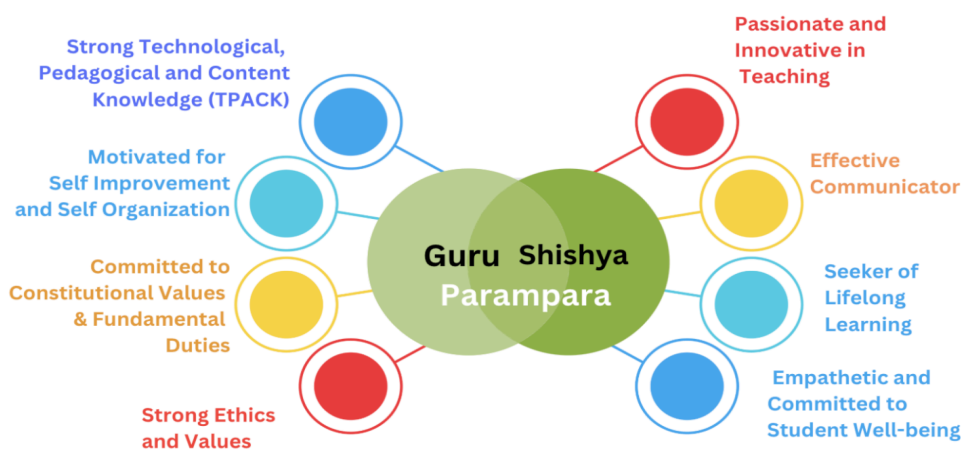 Strong Technological,
Pedagogical and Content
Knowledge (TPACK)
Motivated for
Self Improvement
and Self Organization
Committed to
Constitutional Values
& Fundamental
Duties
Strong Ethics
and Values
Guru Shishya
Parampara
Passionate and
Innovative in
Teaching
Effective
Communicator
Seeker of
Lifelong
Learning
Empathetic and
Committed to
Student Well-being